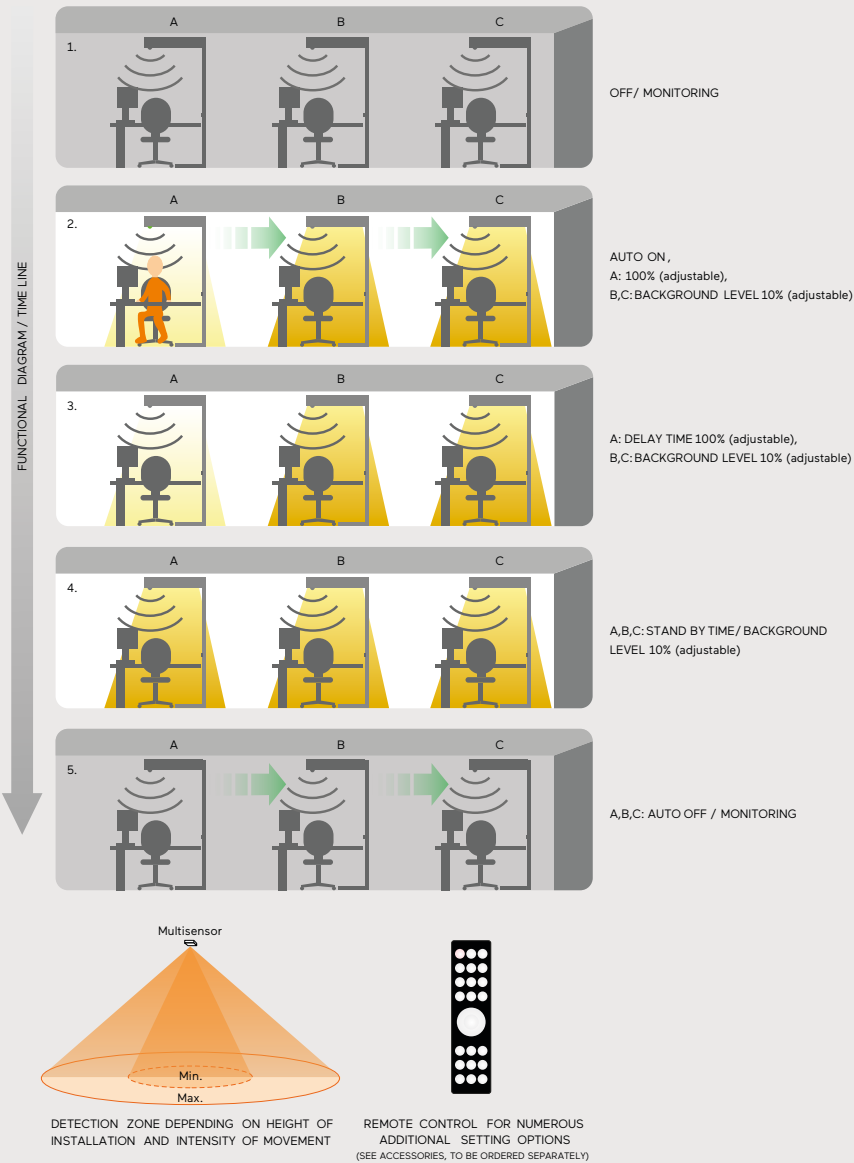 FUNCTIONAL DIAGRAM / TIME LINE
A B C
1.
OFF/ MONITORING
A B C
2.
AUTO ON,
A: 100% (adjustable),
B,C: BACKGROUND LEVEL 10% (adjustable)
A B C
3.
A: DELAY TIME 100% (adjustable),
B,C: BACKGROUND LEVEL 10% (adjustable)
A B C
4.
A,B,C: STAND BY TIME/ BACKGROUND
LEVEL 10% (adjustable)
A B C
5.
A,B,C: AUTO OFF / MONITORING
Multisensor
Min.
Max.
DETECTION ZONE DEPENDING ON HEIGHT OF
INSTALLATION AND INTENSITY OF MOVEMENT
REMOTE CONTROL FOR NUMEROUS
ADDITIONAL SETTING OPTIONS
(SEE ACCESSORIES, TO BE ORDERED SEPARATELY)